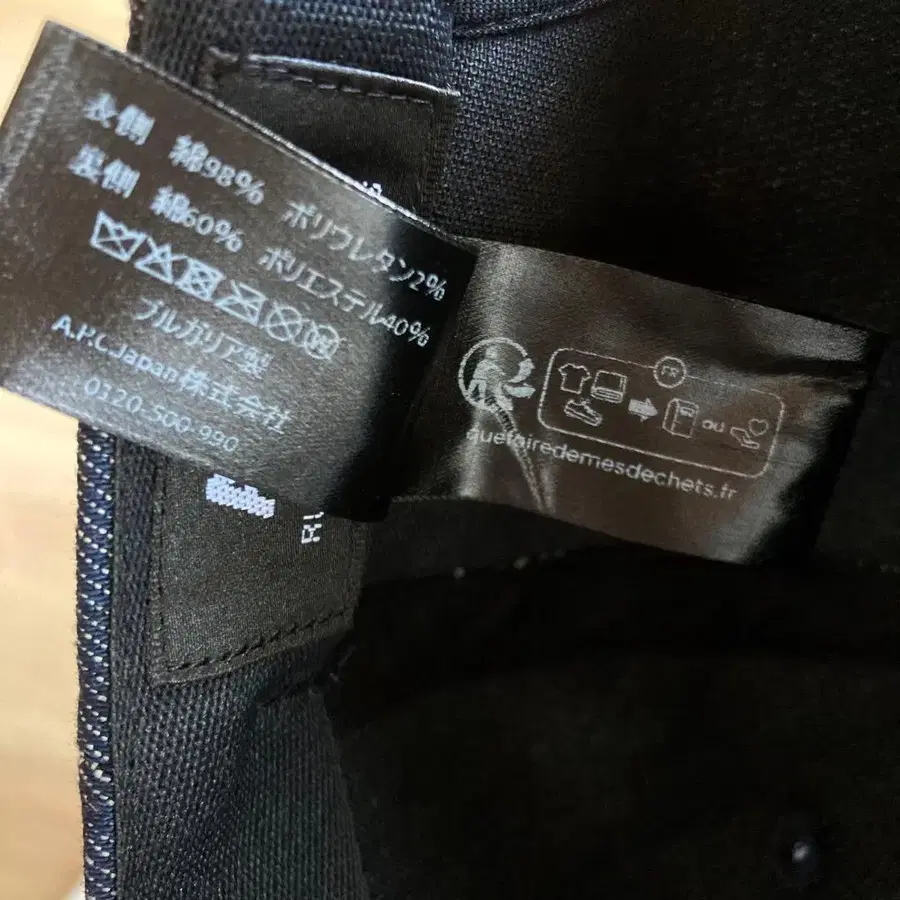 表側 綿98% ポリウレタン2%
裏側 綿60% ポリエステル40%
ブルガリア製
A.P.C.Japan株式会社
0120-500-990
FR
ou
quefairedemesdechets.fr